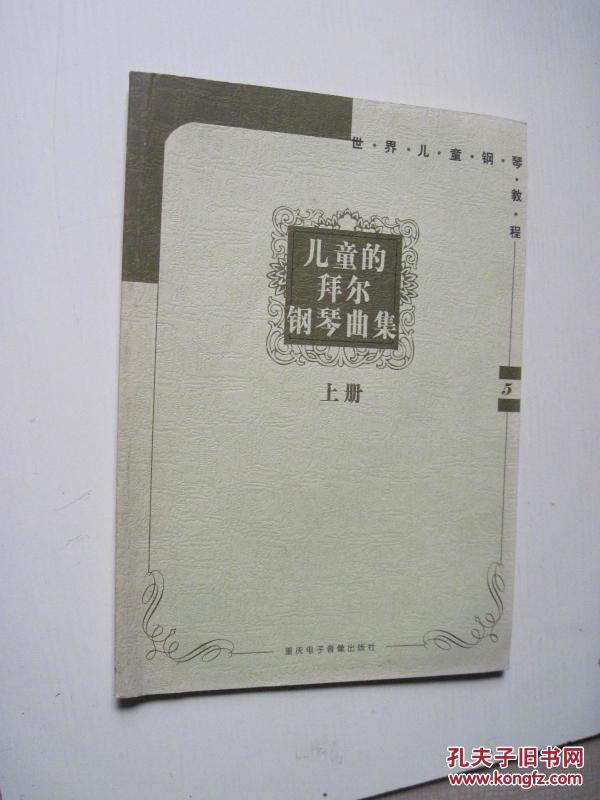 世·界·儿·童·钢·琴·教·程
儿童的
拜尔
钢琴曲集
上册
5
重庆电子音像出版社
孔夫子旧书网
www.kongfz.com